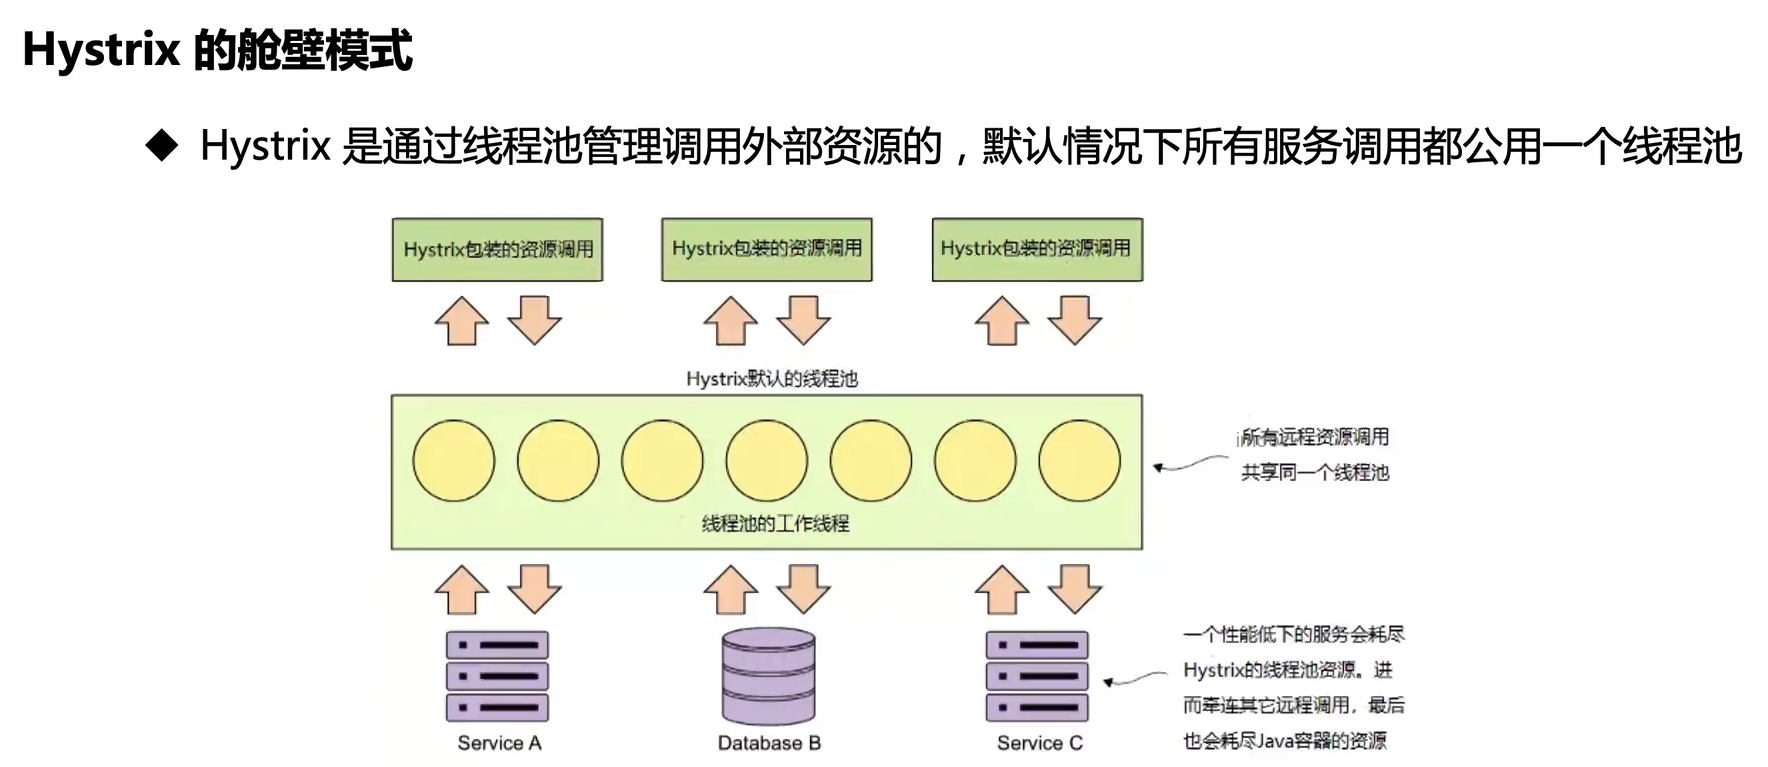 Hystrix 的舱壁模式
◆ Hystrix 是通过线程池管理调用外部资源的，默认情况下所有服务调用都公用一个线程池
Hystrix包装的资源调用
Hystrix包装的资源调用
Hystrix包装的资源调用
Hystrix默认的线程池
线程池的工作线程
所有远程资源调用
共享同一个线程池
一个性能低下的服务会耗尽
Hystrix的线程池资源。进
而牵连其它远程调用，最后
也会耗尽Java容器的资源
Service A
Database B
Service C